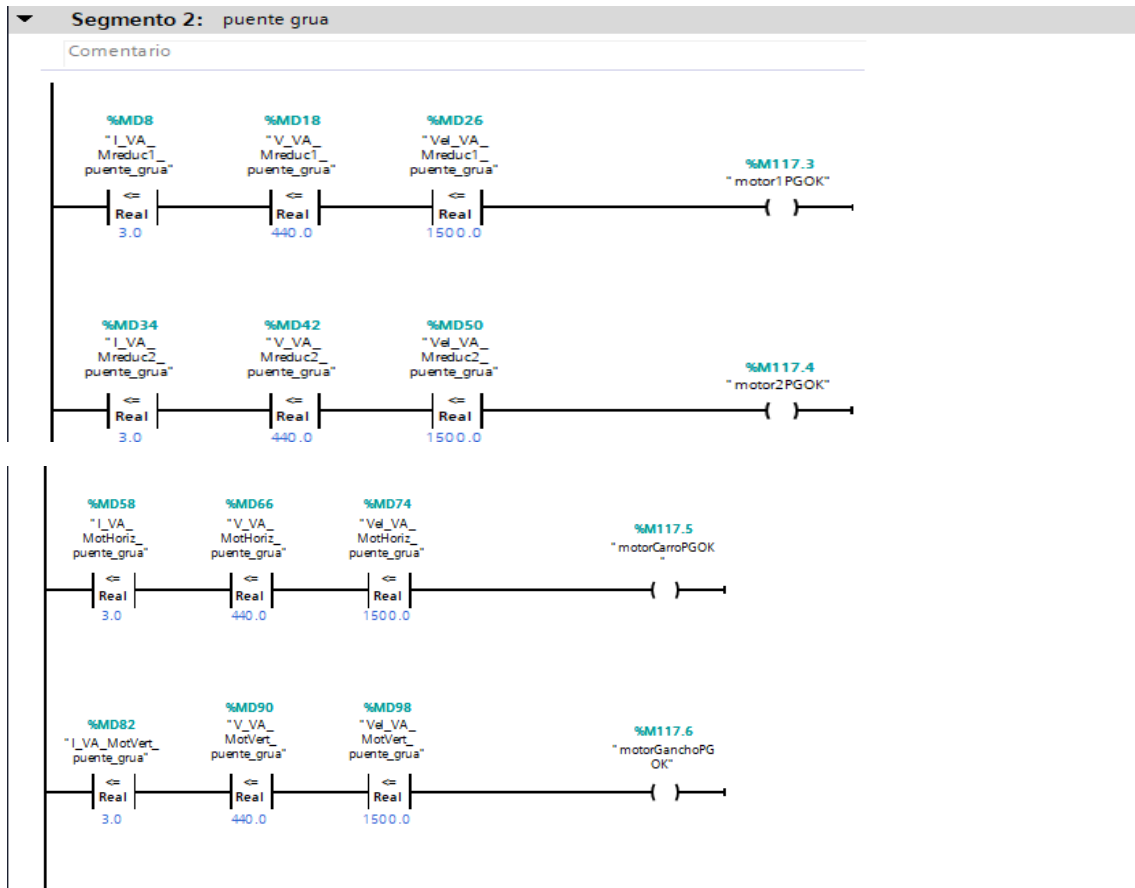 Segmento 2: puente grua
Comentario
%MD8 %MD18 %MD26
"I_VA_ "V_VA_ "Vel_VA_
Mreduc1_ Mreduc1_ Mreduc1_
puente_grua" puente_grua" puente_grua"
%M117.3
"motor1PGOK"
<= <= <=
Real Real Real
3.0 440.0 1500.0
%MD34 %MD42 %MD50
"I_VA_ "V_VA_ "Vel_VA_
Mreduc2_ Mreduc2_ Mreduc2_
puente_grua" puente_grua" puente_grua"
%M117.4
"motor2PGOK"
<= <= <=
Real Real Real
3.0 440.0 1500.0
%MD58 %MD66 %MD74
"I_VA_ "V_VA_ "Vel_VA_
MotHoriz_ MotHoriz_ MotHoriz_
puente_grua" puente_grua" puente_grua"
%M117.5
"motorCarroPGOK
"
<= <= <=
Real Real Real
3.0 440.0 1500.0
%MD82 %MD90 %MD98
"I_VA_MotVert_ "V_VA_ "Vel_VA_
puente_grua" MotVert_ MotVert_
puente_grua" puente_grua"
%M117.6
"motorGanchoPG
OK"
<= <= <=
Real Real Real
3.0 440.0 1500.0